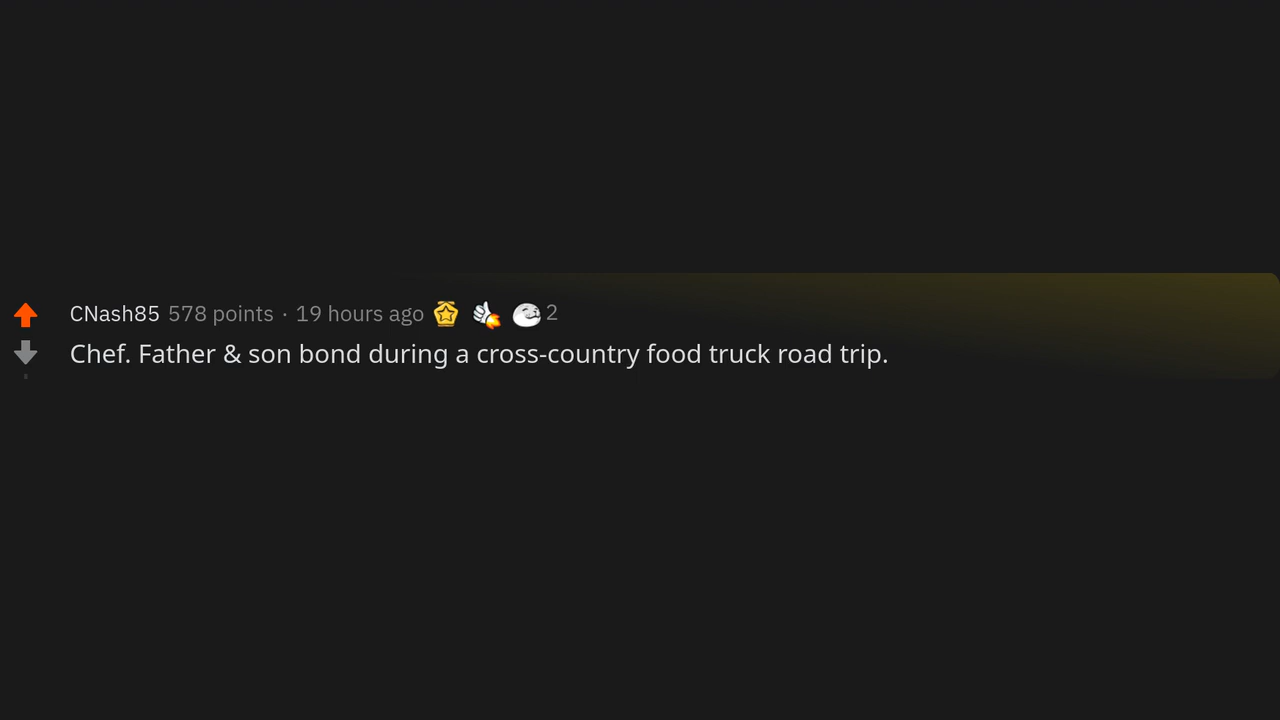 CNash85 578 points · 19 hours ago 2
Chef. Father & son bond during a cross-country food truck road trip.